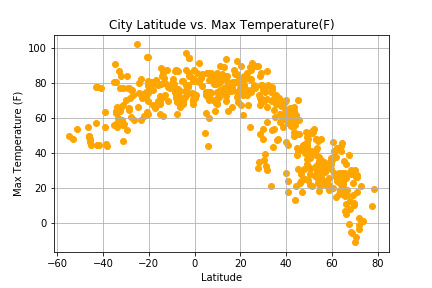 City Latitude vs. Max Temperature(F)
Max Temperature (F)
100
80
60
40
20
0
−60 −40 −20 0 20 40 60 80
Latitude